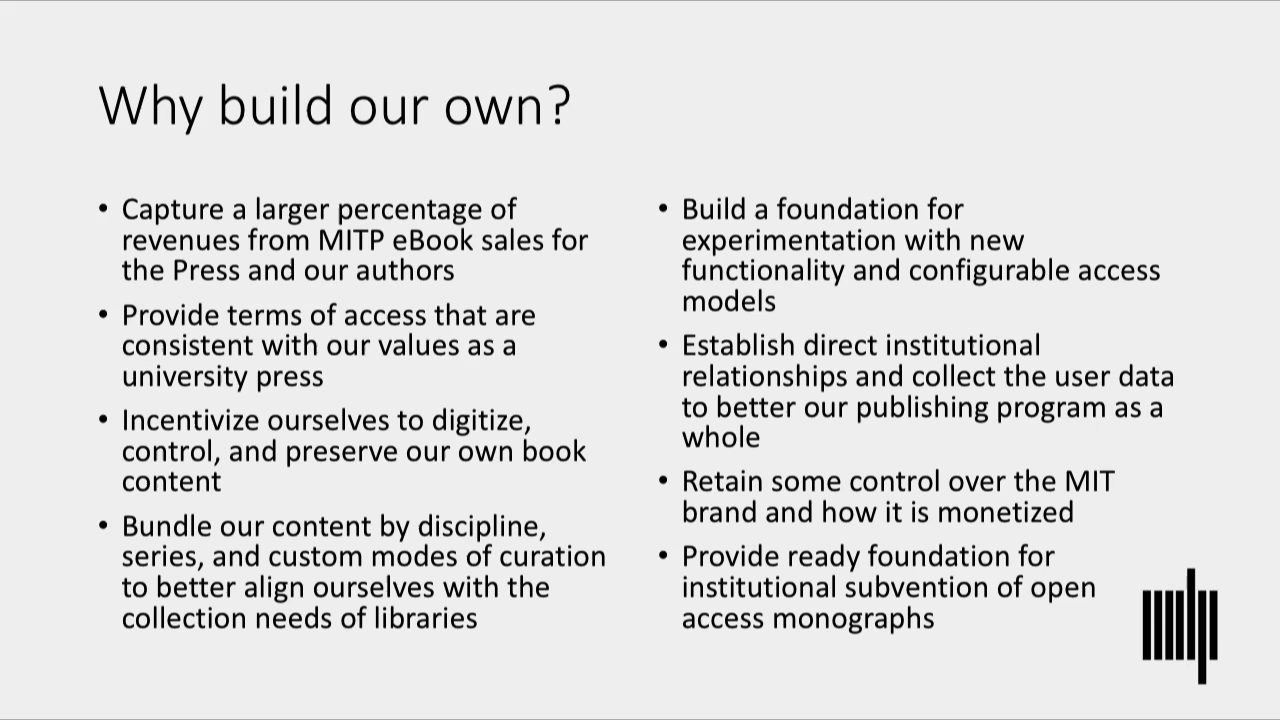 Why build our own?
• Capture a larger percentage of
revenues from MITP eBook sales for
the Press and our authors
• Provide terms of access that are
consistent with our values as a
university press
• Incentivize ourselves to digitize,
control, and preserve our own book
content
• Bundle our content by discipline,
series, and custom modes of curation
to better align ourselves with the
collection needs of libraries
• Build a foundation for
experimentation with new
functionality and configurable access
models
• Establish direct institutional
relationships and collect the user data
to better our publishing program as a
whole
• Retain some control over the MIT
brand and how it is monetized
• Provide ready foundation for
institutional subvention of open
access monographs